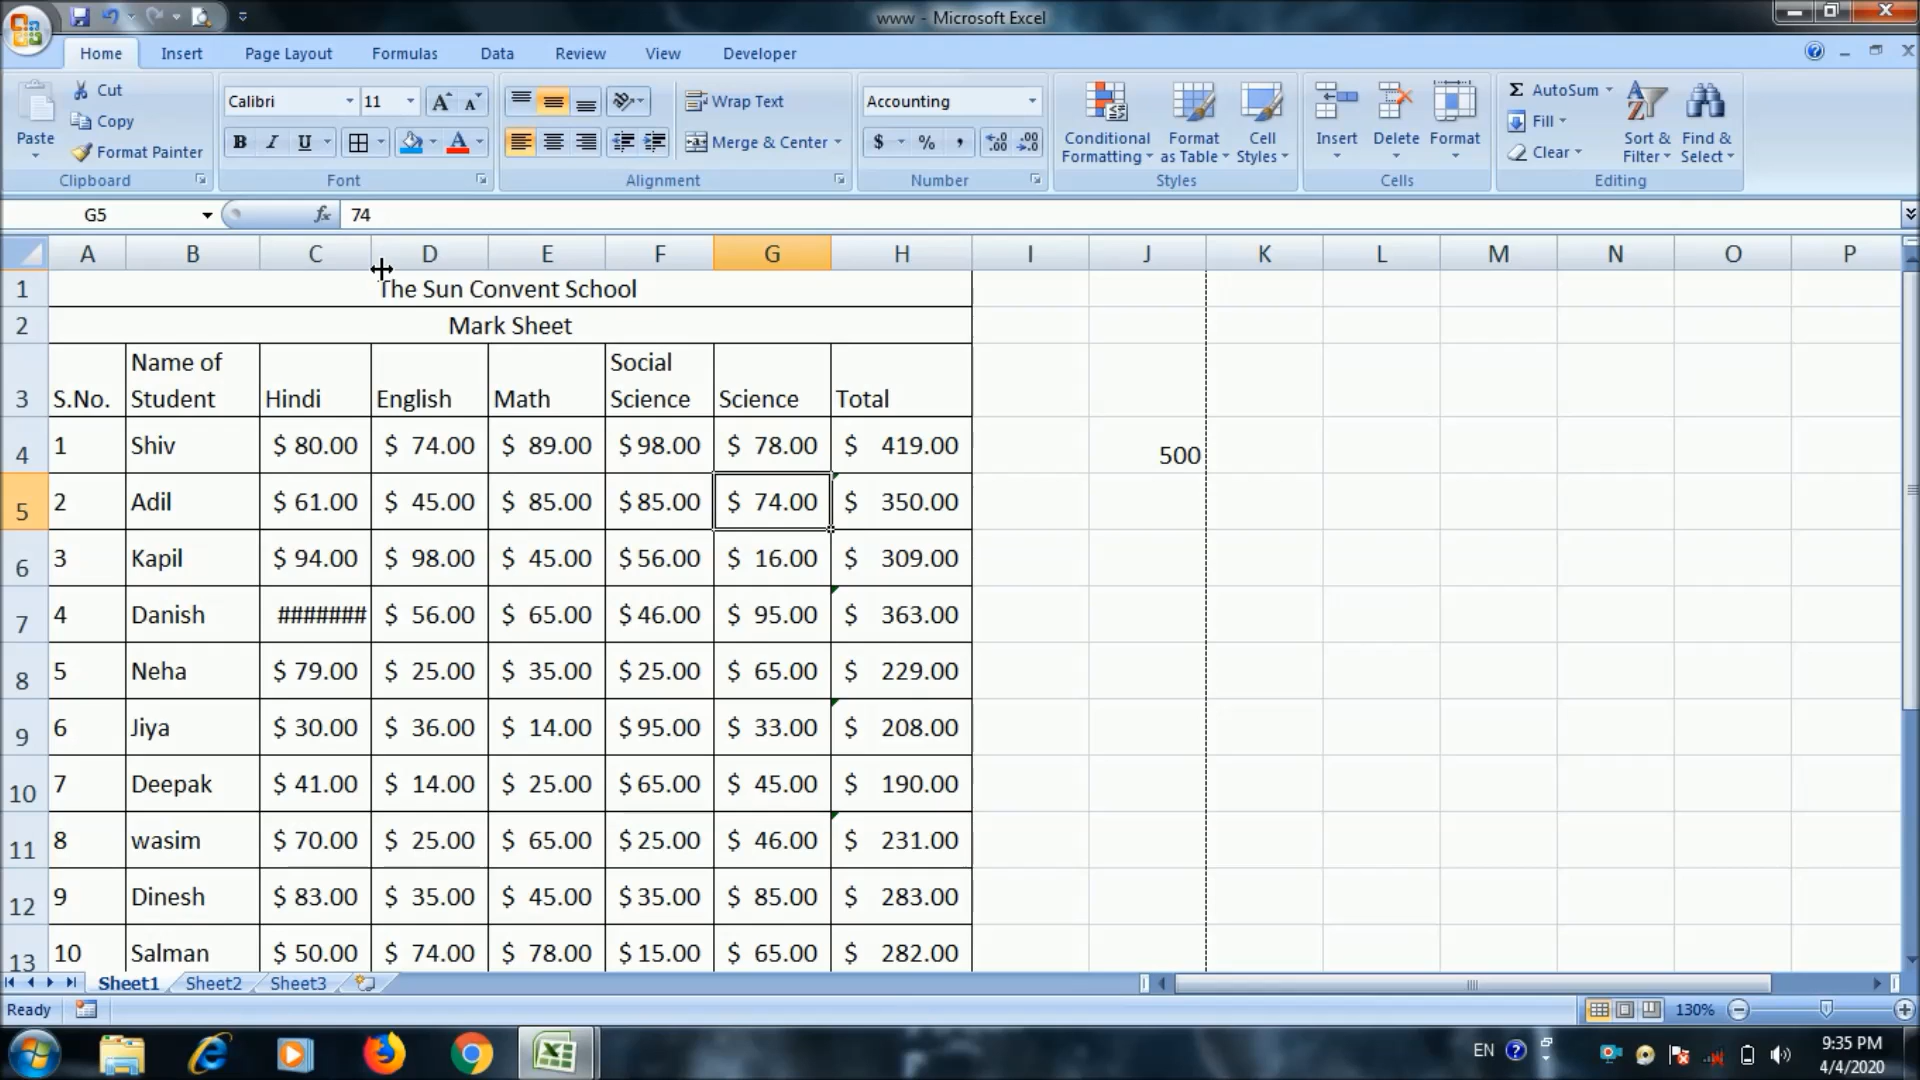 www - Microsoft Excel
Home Insert Page Layout Formulas Data Review View Developer
Paste
Cut
Copy
Format Painter
Clipboard
Calibri 11
B I U
Font
Wrap Text
Merge & Center
Alignment
Accounting
$ % ,
Number
Conditional Formatting
Format as Table
Cell Styles
Styles
Insert
Delete
Format
Cells
Σ AutoSum
Fill
Clear
Sort & Filter
Find & Select
Editing
G5 fx 74
A B C D E F G H I J K L M N O P
1 The Sun Convent School
2 Mark Sheet
3 S.No. Name of Student Hindi English Math Social Science Science Total
4 1 Shiv $ 80.00 $ 74.00 $ 89.00 $ 98.00 $ 78.00 $ 419.00 500
5 2 Adil $ 61.00 $ 45.00 $ 85.00 $ 85.00 $ 74.00 $ 350.00
6 3 Kapil $ 94.00 $ 98.00 $ 45.00 $ 56.00 $ 16.00 $ 309.00
7 4 Danish ####### $ 56.00 $ 65.00 $ 46.00 $ 95.00 $ 363.00
8 5 Neha $ 79.00 $ 25.00 $ 35.00 $ 25.00 $ 65.00 $ 229.00
9 6 Jiya $ 30.00 $ 36.00 $ 14.00 $ 95.00 $ 33.00 $ 208.00
10 7 Deepak $ 41.00 $ 14.00 $ 25.00 $ 65.00 $ 45.00 $ 190.00
11 8 wasim $ 70.00 $ 25.00 $ 65.00 $ 25.00 $ 46.00 $ 231.00
12 9 Dinesh $ 83.00 $ 35.00 $ 45.00 $ 35.00 $ 85.00 $ 283.00
13 10 Salman $ 50.00 $ 74.00 $ 78.00 $ 15.00 $ 65.00 $ 282.00
Sheet1 Sheet2 Sheet3
Ready 130%
EN 9:35 PM
4/4/2020